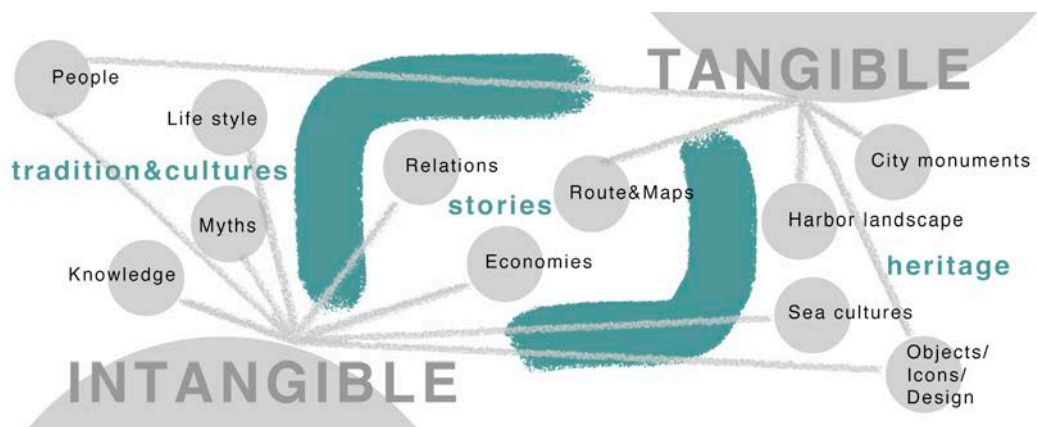 TANGIBLE
People
Life style
tradition&cultures
Relations
City monuments
Route&Maps
stories
Myths
Harbor landscape
Knowledge
Economies
heritage
Sea cultures
Objects/
Icons/
Design
INTANGIBLE